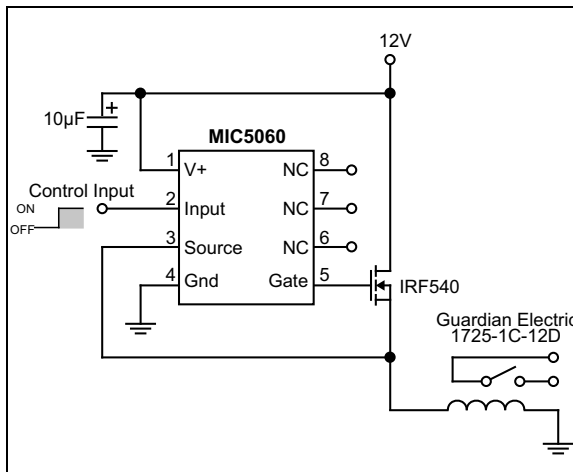 12V
+
10µF
MIC5060
1 V+ NC 8
Control Input
ON
OFF
2 Input NC 7
3 Source NC 6
4 Gnd Gate 5
IRF540
Guardian Electric
1725-1C-12D